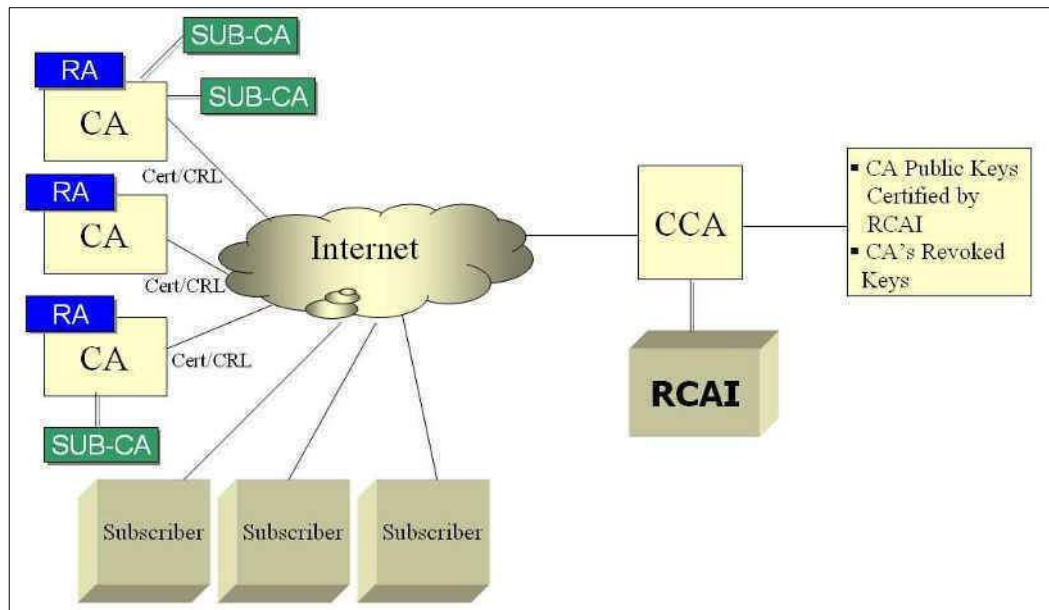 SUB-CA
RA
SUB-CA
CA
Cert/CRL
RA
CA
Cert/CRL
RA
CA
Cert/CRL
SUB-CA
Internet
CCA
▪ CA Public Keys
Certified by
RCAI
▪ CA's Revoked
Keys
RCAI
Subscriber
Subscriber
Subscriber